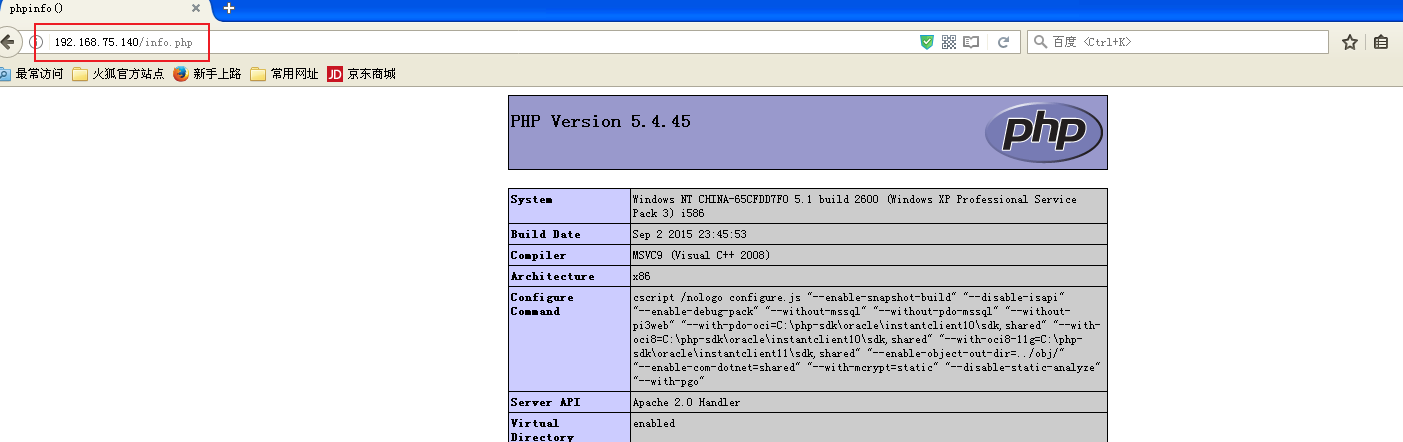 phpinfo()
192.168.75.140/info.php
百度 <Ctrl+K>
最常访问 火狐官方站点 新手上路 常用网址 JD 京东商城
PHP Version 5.4.45
php
System
Windows NT CHINA-65CFDD7F0 5.1 build 2600 (Windows XP Professional Service
Pack 3) i586
Build Date
Sep 2 2015 23:45:53
Compiler
MSVC9 (Visual C++ 2008)
Architecture
x86
Configure
Command
cscript /nologo configure.js "--enable-snapshot-build" "--disable-isapi"
"--enable-debug-pack" "--without-mssql" "--without-pdo-mssql" "--without-
pi3web" "--with-pdo-oci=C:\php-sdk\oracle\instantclient10\sdk,shared" "--with-
oci8=C:\php-sdk\oracle\instantclient10\sdk,shared" "--with-oci8-11g=C:\php-
sdk\oracle\instantclient11\sdk,shared" "--enable-object-out-dir=../obj/"
"--enable-com-dotnet=shared" "--with-mcrypt=static" "--disable-static-analyze"
"--with-pgo"
Server API
Apache 2.0 Handler
Virtual
Directory
enabled